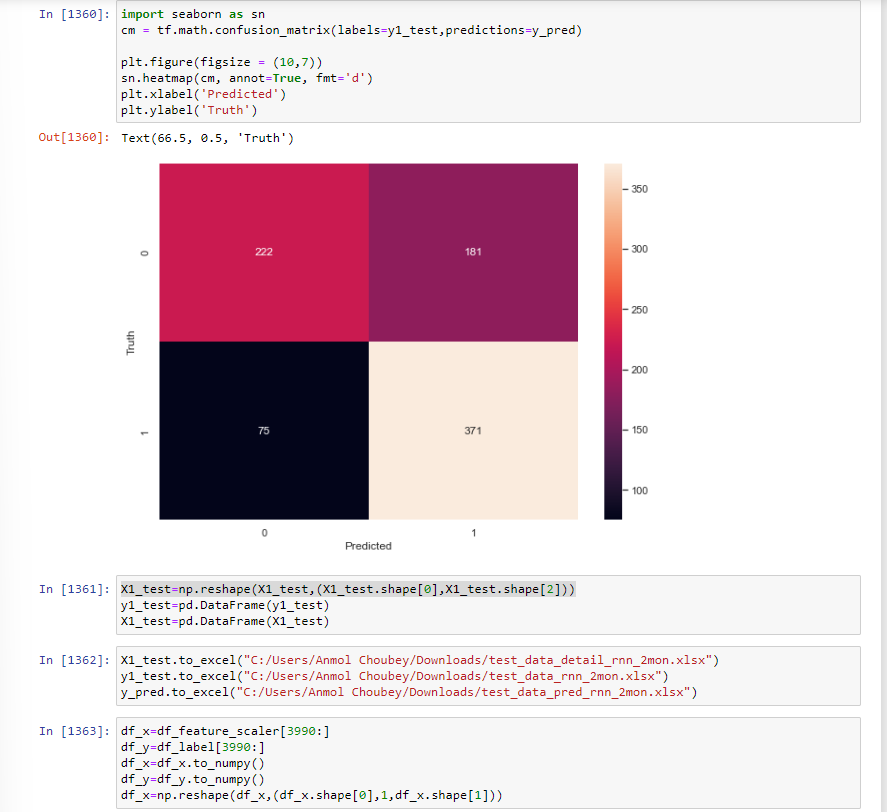 In [1360]: import seaborn as sn
cm = tf.math.confusion_matrix(labels=y1_test,predictions=y_pred)
plt.figure(figsize = (10,7))
sn.heatmap(cm, annot=True, fmt='d')
plt.xlabel('Predicted')
plt.ylabel('Truth')
Out[1360]: Text(66.5, 0.5, 'Truth')
350
300
250
200
150
100
0
222
181
Truth
1
75
371
0
1
Predicted
In [1361]: X1_test=np.reshape(X1_test,(X1_test.shape[0],X1_test.shape[2]))
y1_test=pd.DataFrame(y1_test)
X1_test=pd.DataFrame(X1_test)
In [1362]: X1_test.to_excel("C:/Users/Anmol Choubey/Downloads/test_data_detail_rnn_2mon.xlsx")
y1_test.to_excel("C:/Users/Anmol Choubey/Downloads/test_data_rnn_2mon.xlsx")
y_pred.to_excel("C:/Users/Anmol Choubey/Downloads/test_data_pred_rnn_2mon.xlsx")
In [1363]: df_x=df_feature_scaler[3990:]
df_y=df_label[3990:]
df_x=df_x.to_numpy()
df_y=df_y.to_numpy()
df_x=np.reshape(df_x,(df_x.shape[0],1,df_x.shape[1]))